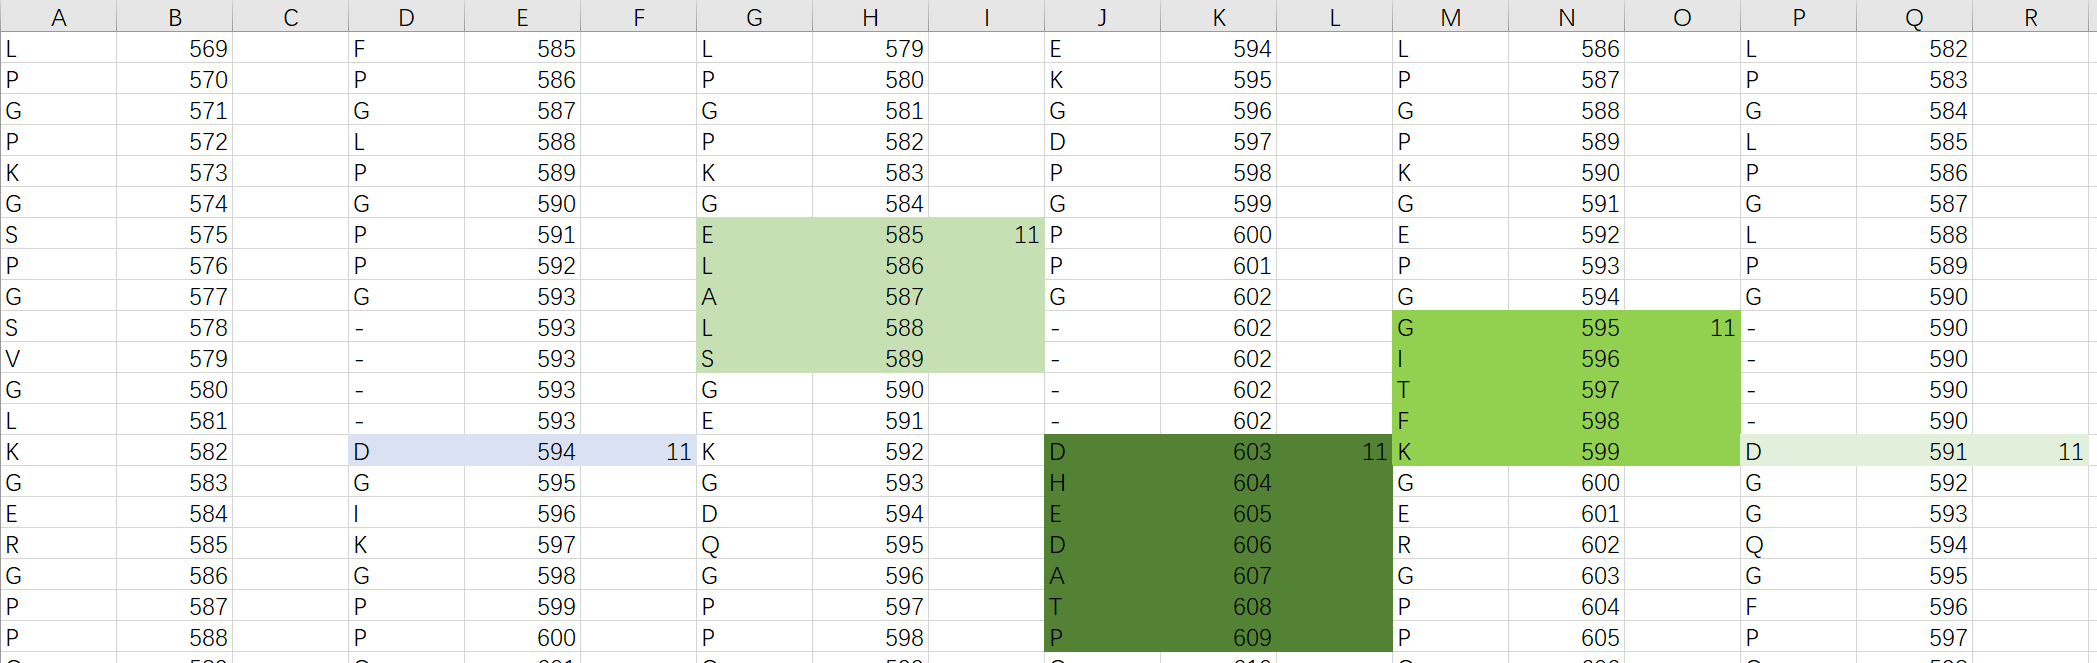 A B C D E F G H I J K L M N O P Q R
L 569 F 585 L 579 E 594 L 586 L 582
P 570 P 586 P 580 K 595 P 587 P 583
G 571 G 587 G 581 G 596 G 588 G 584
P 572 L 588 P 582 D 597 P 589 L 585
K 573 P 589 K 583 P 598 K 590 P 586
G 574 G 590 G 584 G 599 G 591 G 587
S 575 P 591 E 585 11 P 600 E 592 L 588
P 576 P 592 L 586 P 601 P 593 P 589
G 577 G 593 A 587 G 602 G 594 G 590
S 578 - 593 L 588 - 602 G 595 11 - 590
V 579 - 593 S 589 - 602 I 596 - 590
G 580 - 593 G 590 - 602 T 597 - 590
L 581 - 593 E 591 - 602 F 598 - 590
K 582 D 594 11 K 592 D 603 11 K 599 D 591 11
G 583 G 595 G 593 H 604 G 600 G 592
E 584 I 596 D 594 E 605 E 601 G 593
R 585 K 597 Q 595 D 606 R 602 Q 594
G 586 G 598 G 596 A 607 G 603 G 595
P 587 P 599 P 597 T 608 P 604 F 596
P 588 P 600 P 598 P 609 P 605 P 597